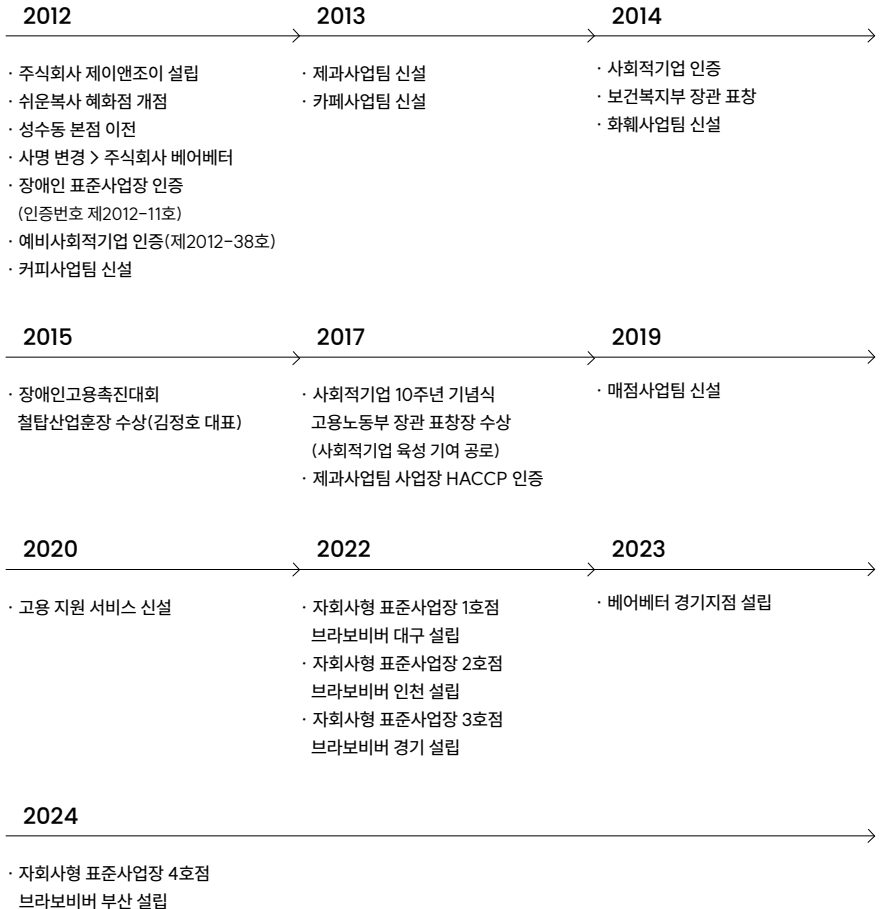 2012
· 주식회사 제이앤조이 설립
· 쉬운복사 혜화점 개점
· 성수동 본점 이전
· 사명 변경 > 주식회사 베어베터
· 장애인 표준사업장 인증
(인증번호 제2012-11호)
· 예비사회적기업 인증(제2012-38호)
· 커피사업팀 신설
2013
· 제과사업팀 신설
· 카페사업팀 신설
2014
· 사회적기업 인증
· 보건복지부 장관 표창
· 화훼사업팀 신설
2015
· 장애인고용촉진대회
철탑산업훈장 수상(김정호 대표)
2017
· 사회적기업 10주년 기념식
고용노동부 장관 표창장 수상
(사회적기업 육성 기여 공로)
· 제과사업팀 사업장 HACCP 인증
2019
· 매점사업팀 신설
2020
· 고용 지원 서비스 신설
2022
· 자회사형 표준사업장 1호점
브라보비버 대구 설립
· 자회사형 표준사업장 2호점
브라보비버 인천 설립
· 자회사형 표준사업장 3호점
브라보비버 경기 설립
2023
· 베어베터 경기지점 설립
2024
· 자회사형 표준사업장 4호점
브라보비버 부산 설립